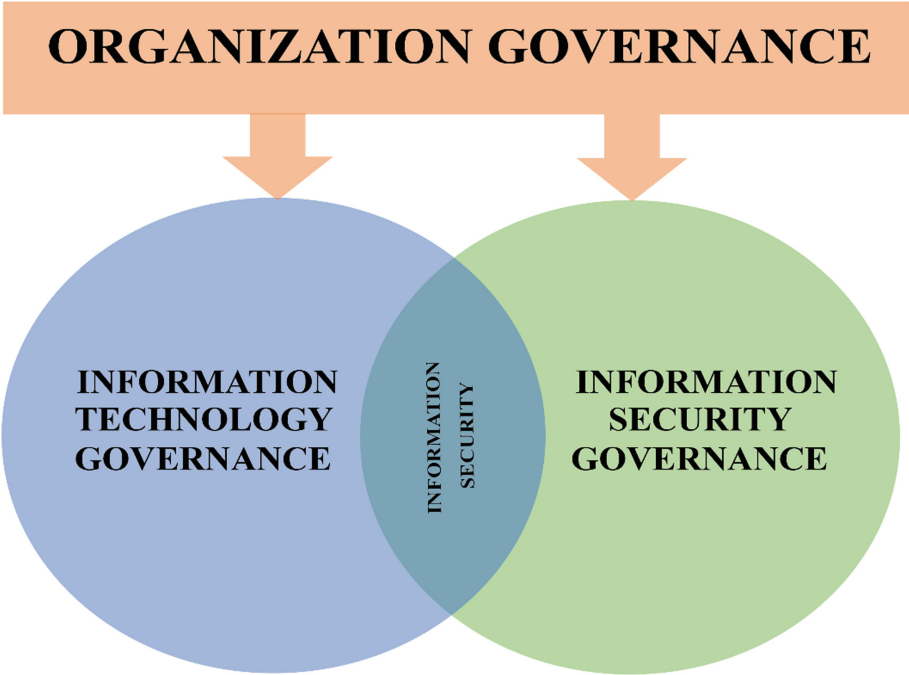 ORGANIZATION GOVERNANCE
INFORMATION
TECHNOLOGY
GOVERNANCE
INFORMATION
SECURITY
INFORMATION
SECURITY
GOVERNANCE